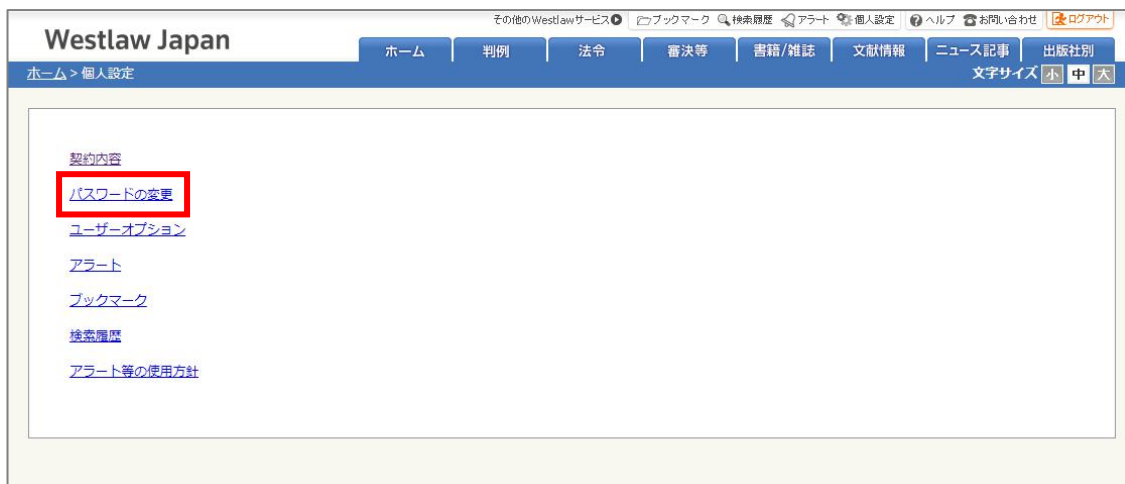 その他のWestlawサービス ブックマーク 検索履歴 アラート 個人設定 ヘルプ お問い合わせ ログアウト
Westlaw Japan
ホーム 判例 法令 審決等 書籍/雑誌 文献情報 ニュース記事 出版社別
ホーム > 個人設定 文字サイズ 小 中 大
契約内容
パスワードの変更
ユーザーオプション
アラート
ブックマーク
検索履歴
アラート等の使用方針